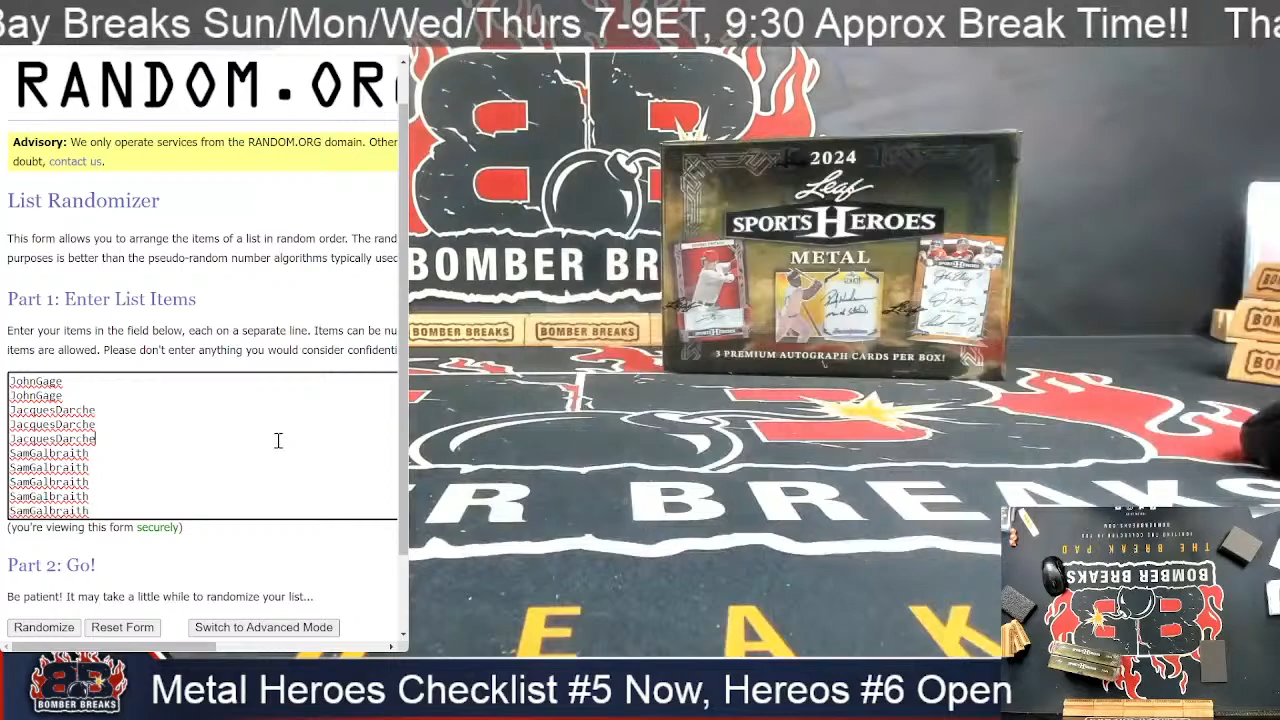 Bay Breaks Sun/Mon/Wed/Thurs 7-9ET, 9:30 Approx Break Time!! Tha
RANDOM.OR
Advisory: We only operate services from the RANDOM.ORG domain. Other
doubt, contact us.
List Randomizer
This form allows you to arrange the items of a list in random order. The rand
purposes is better than the pseudo-random number algorithms typically used
Part 1: Enter List Items
Enter your items in the field below, each on a separate line. Items can be nu
items are allowed. Please don't enter anything you would consider confidenti
JohnGage
JohnGage
JacquesDarche
JacquesDarche
JacquesDarche
SamGalbraith
SamGalbraith
SamGalbraith
SamGalbraith
SamGalbraith
(you're viewing this form securely)
Part 2: Go!
Be patient! It may take a little while to randomize your list...
Randomize
Reset Form
Switch to Advanced Mode
BOMBER BR
BOMBER BREAKS
BOMBER BREAKS
2024
Leaf
SPORTS HEROES
METAL
3 PREMIUM AUTOGRAPH CARDS PER BOX!
R BREAKS
E A K
THE BREAK PAD
BOMBER BREAKS
BOMBER BREAKS
Metal Heroes Checklist #5 Now, Hereos #6 Open